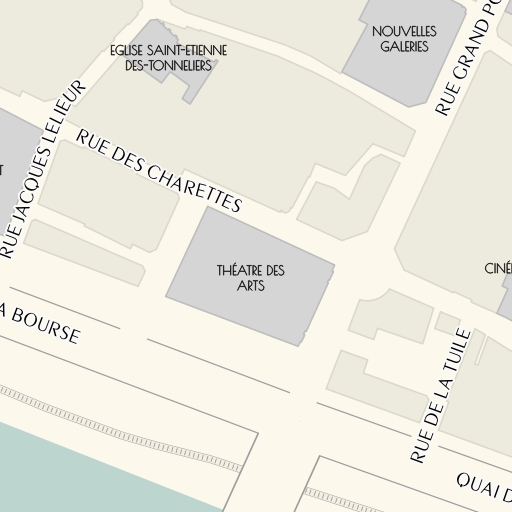 NOUVELLES
GALERIES
EGLISE SAINT-ETIENNE
DES-TONNELIERS
RUE GRAND PO
RUE JACQUES LELIEUR
RUE DES CHARETTES
T
THÉATRE DES
ARTS
CINÉ
A BOURSE
RUE DE LA TUILE
QUAI D